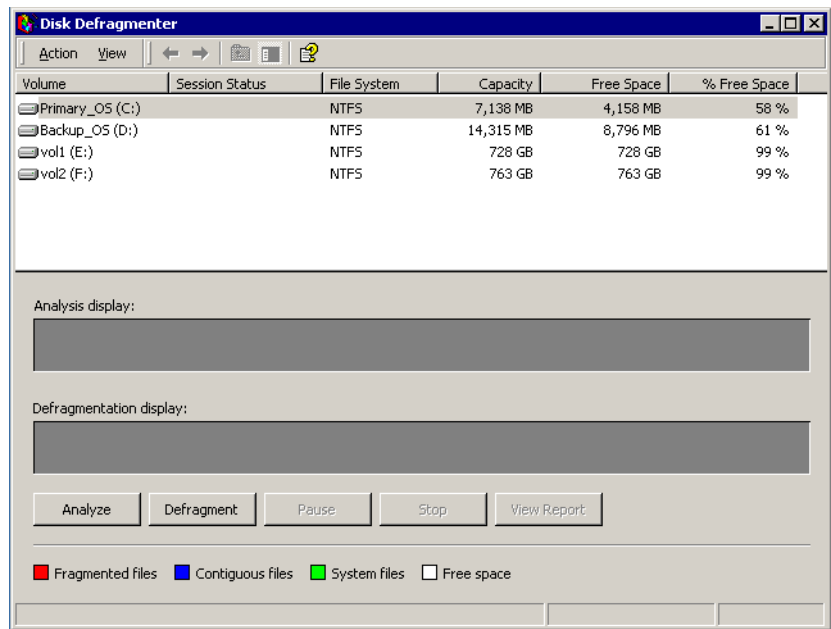 Disk Defragmenter
Action View
Volume Session Status File System Capacity Free Space % Free Space
Primary_OS (C:) NTFS 7,138 MB 4,158 MB 58 %
Backup_OS (D:) NTFS 14,315 MB 8,796 MB 61 %
vol1 (E:) NTFS 728 GB 728 GB 99 %
vol2 (F:) NTFS 763 GB 763 GB 99 %
Analysis display:
Defragmentation display:
Analyze Defragment Pause Stop View Report
Fragmented files Contiguous files System files Free space